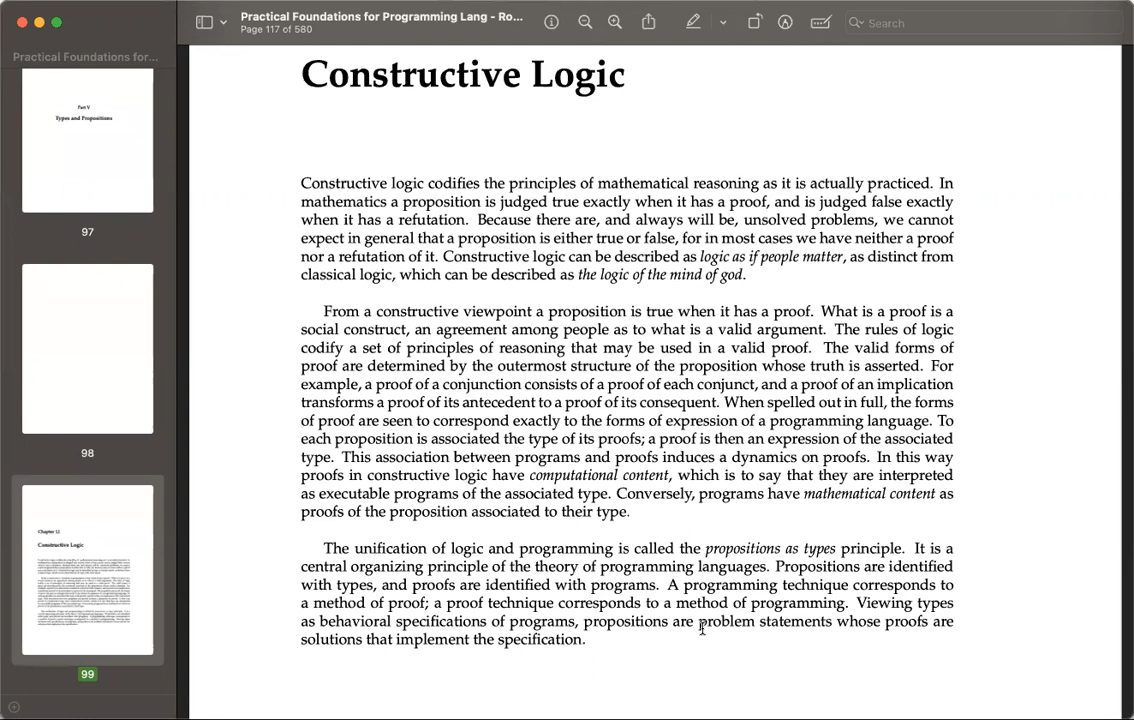 Practical Foundations for Programming Lang - Ro...
Page 117 of 580
Search
Practical Foundations for...
Part V
Types and Propositions
97
98
Chapter 11
Constructive Logic
99
Constructive Logic
Constructive logic codifies the principles of mathematical reasoning as it is actually practiced. In
mathematics a proposition is judged true exactly when it has a proof, and is judged false exactly
when it has a refutation. Because there are, and always will be, unsolved problems, we cannot
expect in general that a proposition is either true or false, for in most cases we have neither a proof
nor a refutation of it. Constructive logic can be described as logic as if people matter, as distinct from
classical logic, which can be described as the logic of the mind of god.
From a constructive viewpoint a proposition is true when it has a proof. What is a proof is a
social construct, an agreement among people as to what is a valid argument. The rules of logic
codify a set of principles of reasoning that may be used in a valid proof. The valid forms of
proof are determined by the outermost structure of the proposition whose truth is asserted. For
example, a proof of a conjunction consists of a proof of each conjunct, and a proof of an implication
transforms a proof of its antecedent to a proof of its consequent. When spelled out in full, the forms
of proof are seen to correspond exactly to the forms of expression of a programming language. To
each proposition is associated the type of its proofs; a proof is then an expression of the associated
type. This association between programs and proofs induces a dynamics on proofs. In this way
proofs in constructive logic have computational content, which is to say that they are interpreted
as executable programs of the associated type. Conversely, programs have mathematical content as
proofs of the proposition associated to their type.
The unification of logic and programming is called the propositions as types principle. It is a
central organizing principle of the theory of programming languages. Propositions are identified
with types, and proofs are identified with programs. A programming technique corresponds to
a method of proof; a proof technique corresponds to a method of programming. Viewing types
as behavioral specifications of programs, propositions are problem statements whose proofs are
solutions that implement the specification.